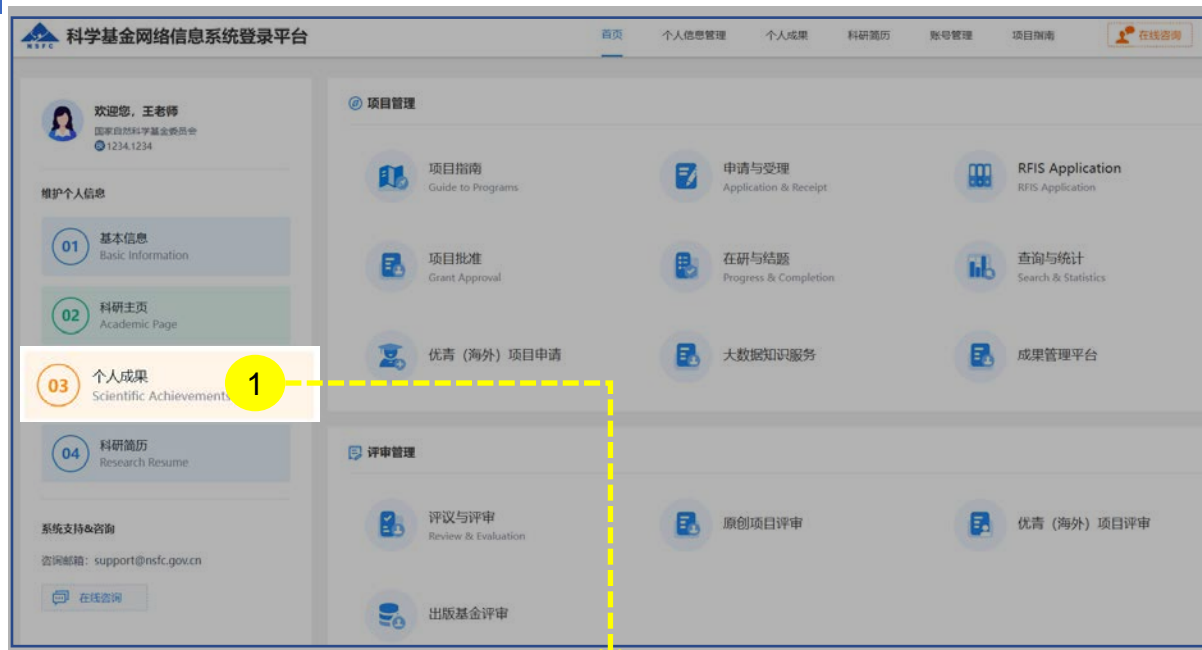 NSFC
科学基金网络信息系统登录平台
首页 个人信息管理 个人成果 科研简历 账号管理 项目指南 在线咨询
欢迎您，王老师
国家自然科学基金委员会
1234.1234
维护个人信息
01 基本信息
Basic Information
02 科研主页
Academic Page
03 个人成果
Scientific Achievements
1
04 科研简历
Research Resume
系统支持&咨询
咨询邮箱：support@nsfc.gov.cn
在线咨询
项目管理
项目指南 申请与受理 RFIS Application
Guide to Programs Application & Receipt RFIS Application
项目批准 在研与结题 查询与统计
Grant Approval Progress & Completion Search & Statistics
优青（海外）项目申请 大数据知识服务 成果管理平台
评审管理
评议与评审 原创项目评审 优青（海外）项目评审
Review & Evaluation
出版基金评审